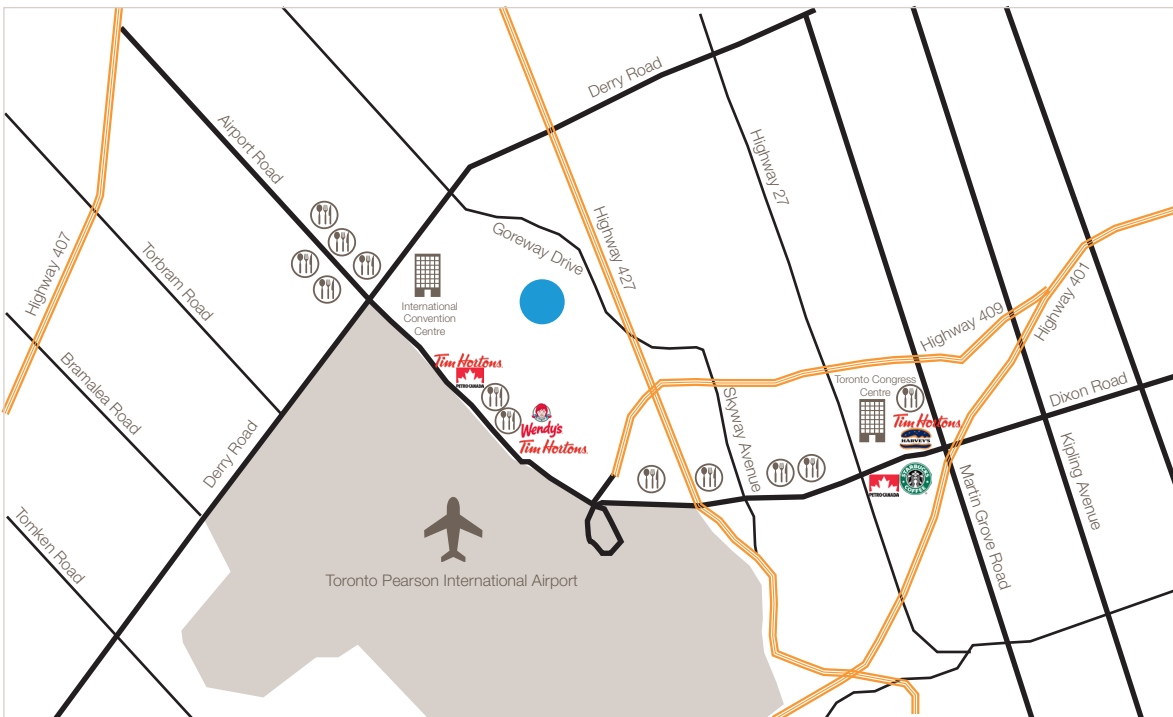 Derry Road
Airport Road
Highway 27
Highway 407
Torbram Road
Goreway Drive
Highway 427
International
Convention
Centre
Highway 401
Highway 409
Tim Hortons
PETRO-CANADA
Bramalea Road
Toronto Congress
Centre
Dixon Road
Skyway Avenue
Wendy's
Tim Hortons
Tim Hortons
HARVEY'S
Derry Road
Kipling Avenue
STARBUCKS
COFFEE
PETRO-CANADA
Martin Grove Road
Tomken Road
Toronto Pearson International Airport